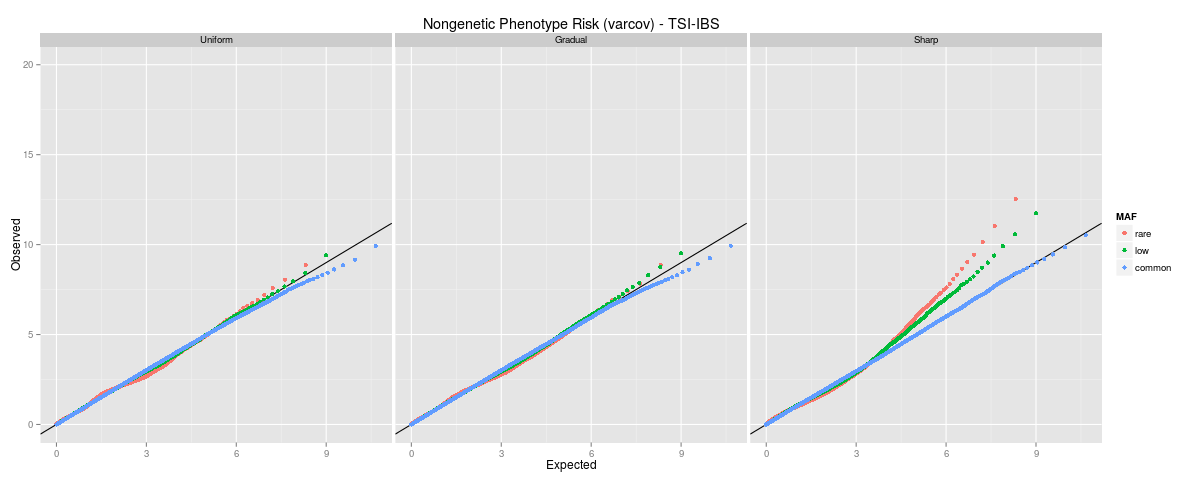 Nongenetic Phenotype Risk (varcov) - TSI-IBS
Uniform
Gradual
Sharp
20
15
10
5
0
Observed
0 3 6 9
0 3 6 9
0 3 6 9
Expected
MAF
rare
low
common